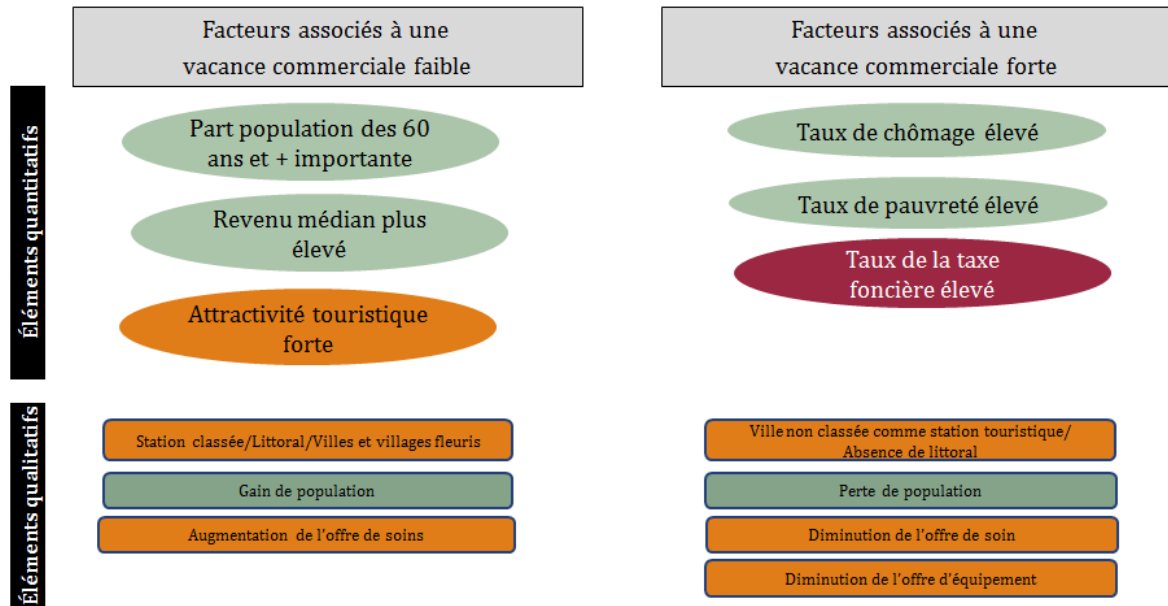 Facteurs associés à une
vacance commerciale faible
Facteurs associés à une
vacance commerciale forte
Éléments quantitatifs
Part population des 60
ans et + importante
Revenu médian plus
élevé
Attractivité touristique
forte
Taux de chômage élevé
Taux de pauvreté élevé
Taux de la taxe
foncière élevé
Éléments qualitatifs
Station classée/Littoral/Villes et villages fleuris
Gain de population
Augmentation de l'offre de soins
Ville non classée comme station touristique/
Absence de littoral
Perte de population
Diminution de l'offre de soin
Diminution de l'offre d'équipement